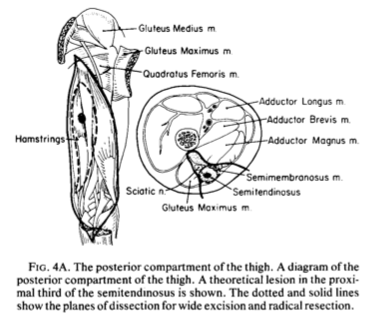 Gluteus Medius m.
Gluteus Maximus m.
Quadratus Femoris m.
Adductor Longus m.
Adductor Brevis m.
Hamstrings
Adductor Magnus m.
Semimembranosus m.
Sciatic n.
Semitendinosus
Gluteus Maximus m.
FIG. 4A. The posterior compartment of the thigh. A diagram of the
posterior compartment of the thigh. A theoretical lesion in the proxi-
mal third of the semitendinosus is shown. The dotted and solid lines
show the planes of dissection for wide excision and radical resection.